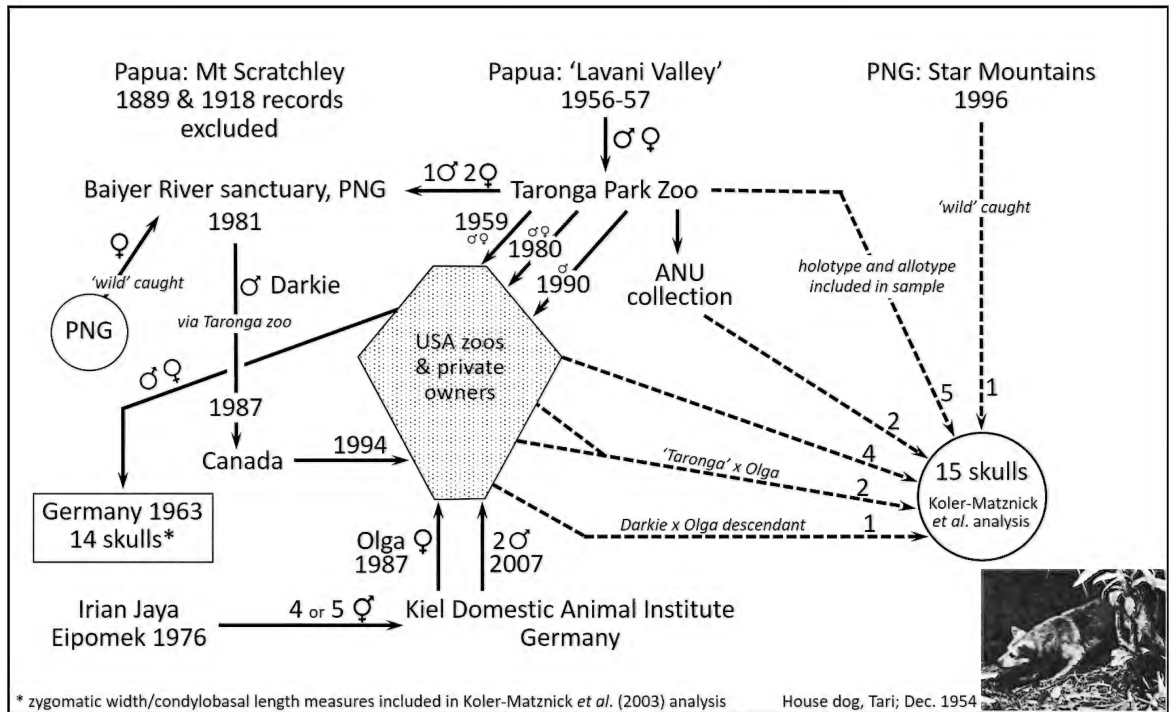 Papua: Mt Scratchley
1889 & 1918 records
excluded
Papua: ‘Lavani Valley’
1956-57
PNG: Star Mountains
1996
♂ ♀
Baiyer River sanctuary, PNG
1981
1♂ 2♀
Taronga Park Zoo
‘wild’ caught
♀
‘wild’ caught
PNG
♂ Darkie
via Taronga zoo
1959
♂♀
♂♀
1980
♂
1990
ANU
collection
holotype and allotype
included in sample
USA zoos
& private
owners
♂ ♀
1987
Canada
1994
5
1
2
4
‘Taronga’ x Olga
2
Darkie x Olga descendant
1
15 skulls
Koler-Matznick
et al. analysis
Germany 1963
14 skulls*
Olga ♀
1987
2♂
2007
Irian Jaya
Eipomek 1976
4 or 5 ⚥
Kiel Domestic Animal Institute
Germany
* zygomatic width/condylobasal length measures included in Koler-Matznick et al. (2003) analysis
House dog, Tari; Dec. 1954